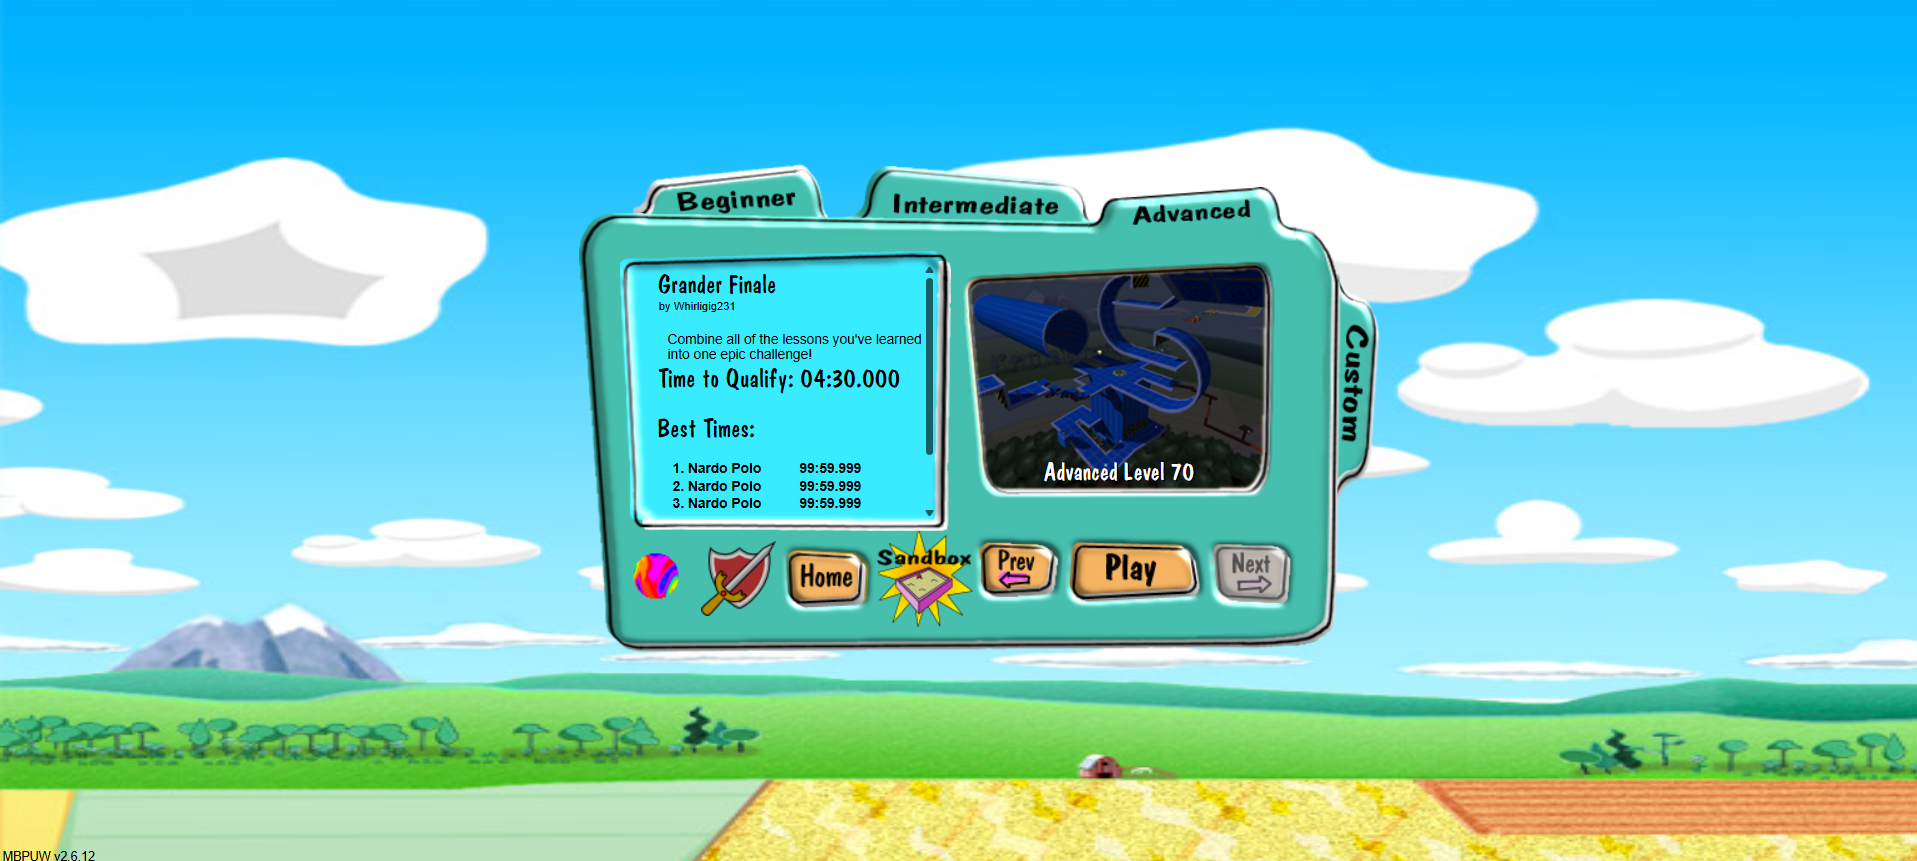 Beginner
Intermediate
Advanced
Custom
Grander Finale
by Whirligig231
Combine all of the lessons you've learned
into one epic challenge!
Time to Qualify: 04:30.000
Best Times:
1. Nardo Polo 99:59.999
2. Nardo Polo 99:59.999
3. Nardo Polo 99:59.999
Advanced Level 70
Home
Sandbox
Prev
Play
Next
MBPUW v2.6.12